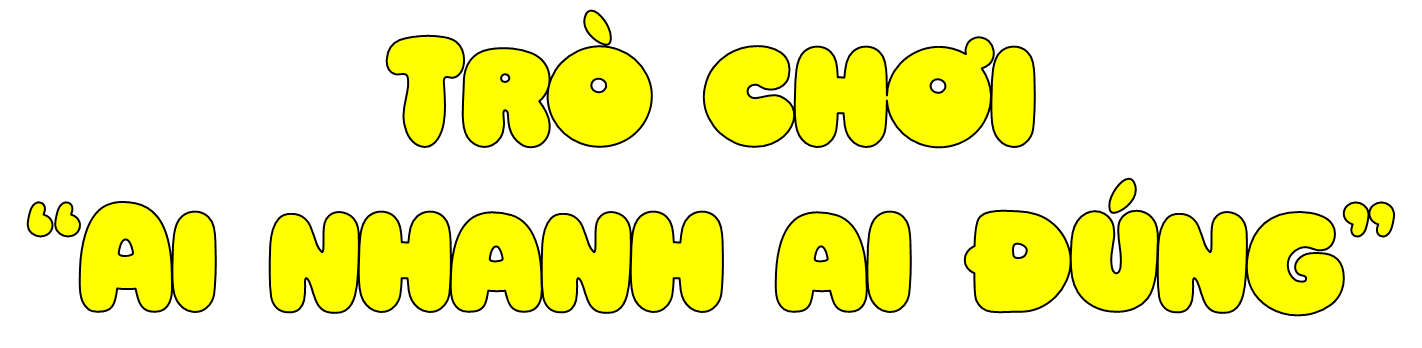 TRÒ CHƠI
“AI NHANH AI ĐÚNG”